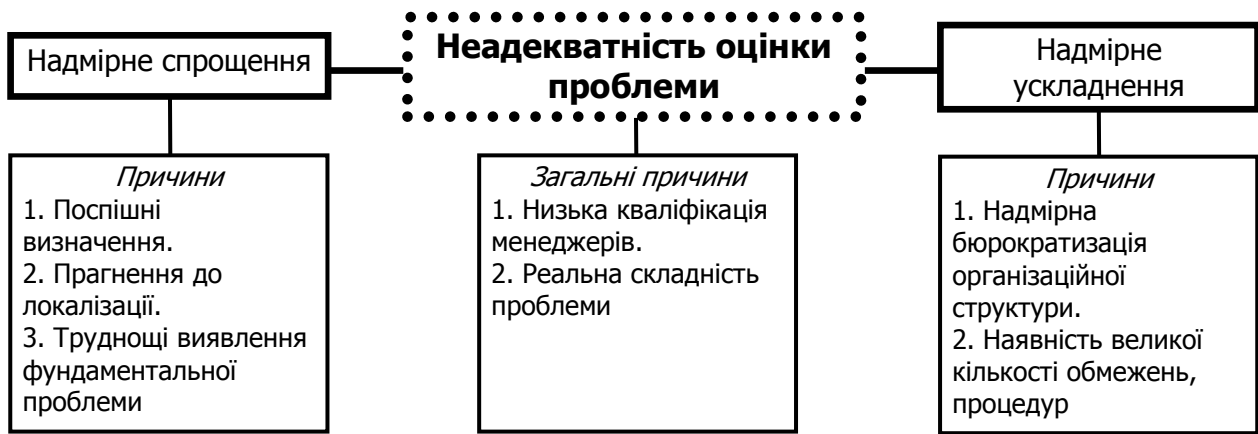 Надмірне спрощення
Неадекватність оцінки
проблеми
Надмірне
ускладнення
Причини
1. Поспішні
визначення.
2. Прагнення до
локалізації.
3. Труднощі виявлення
фундаментальної
проблеми
Загальні причини
1. Низька кваліфікація
менеджерів.
2. Реальна складність
проблеми
Причини
1. Надмірна
бюрократизація
організаційної
структури.
2. Наявність великої
кількості обмежень,
процедур